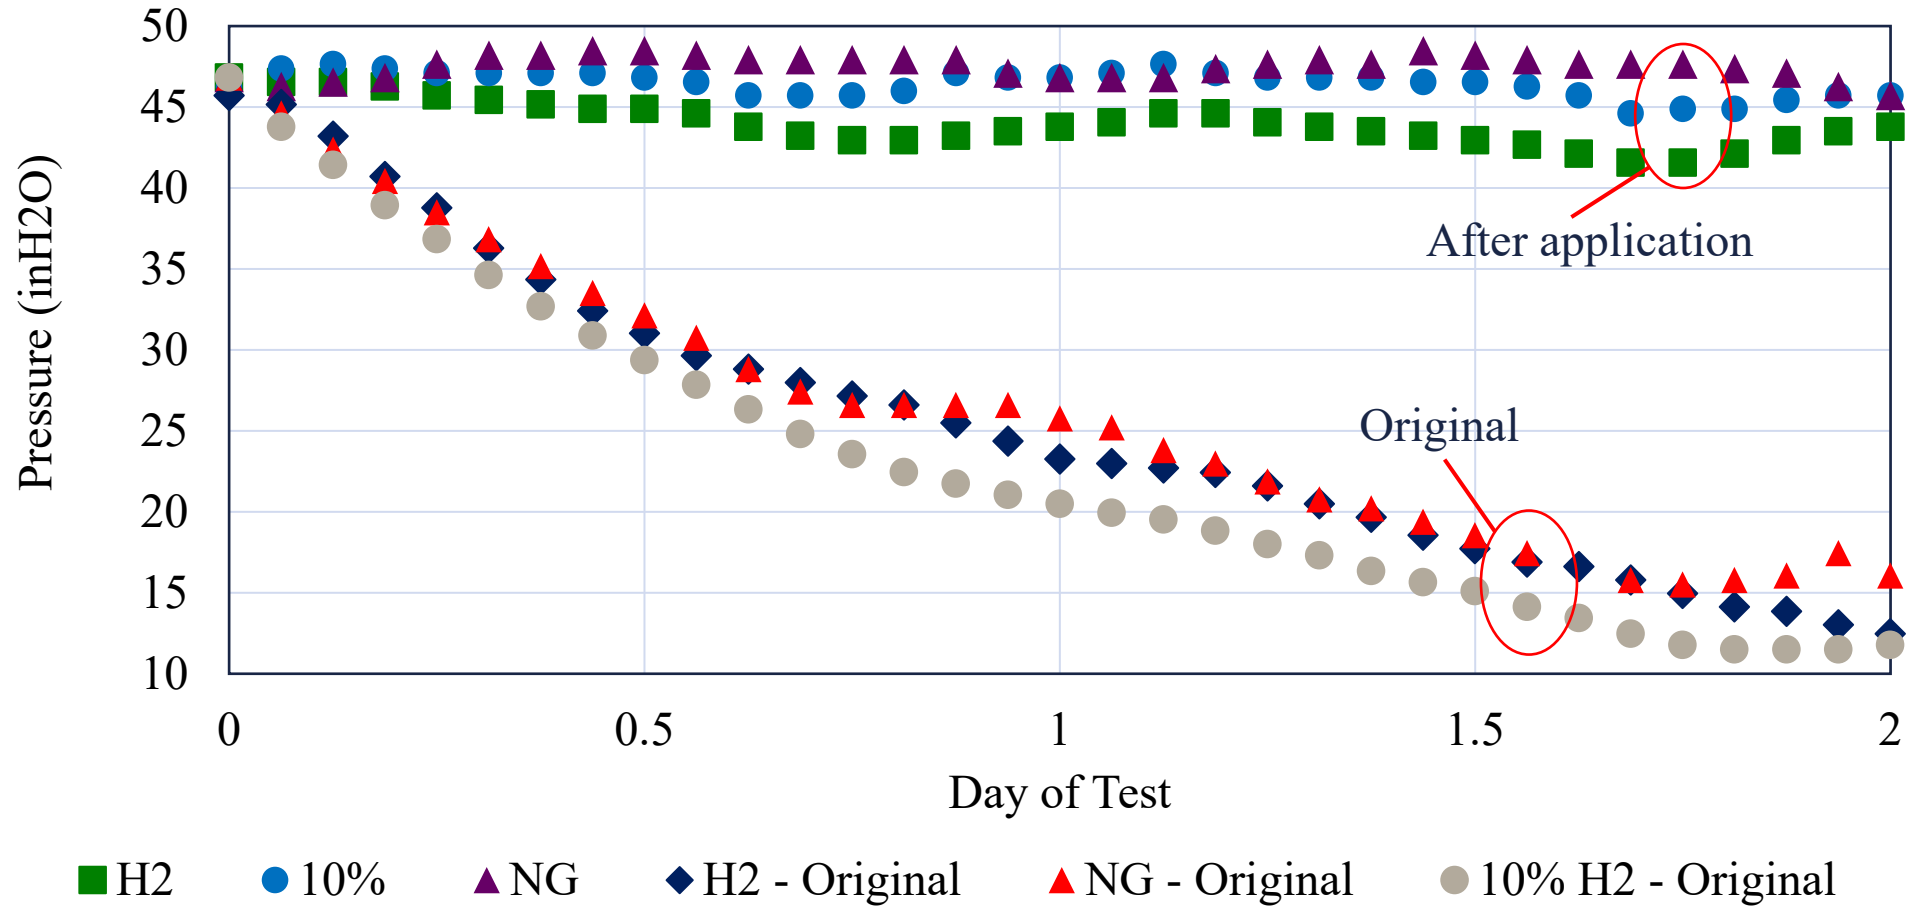 50
45
40
35
30
25
20
15
10
Pressure (inH2O)
After application
Original
0 0.5 1 1.5 2
Day of Test
H2 10% NG H2 - Original NG - Original 10% H2 - Original